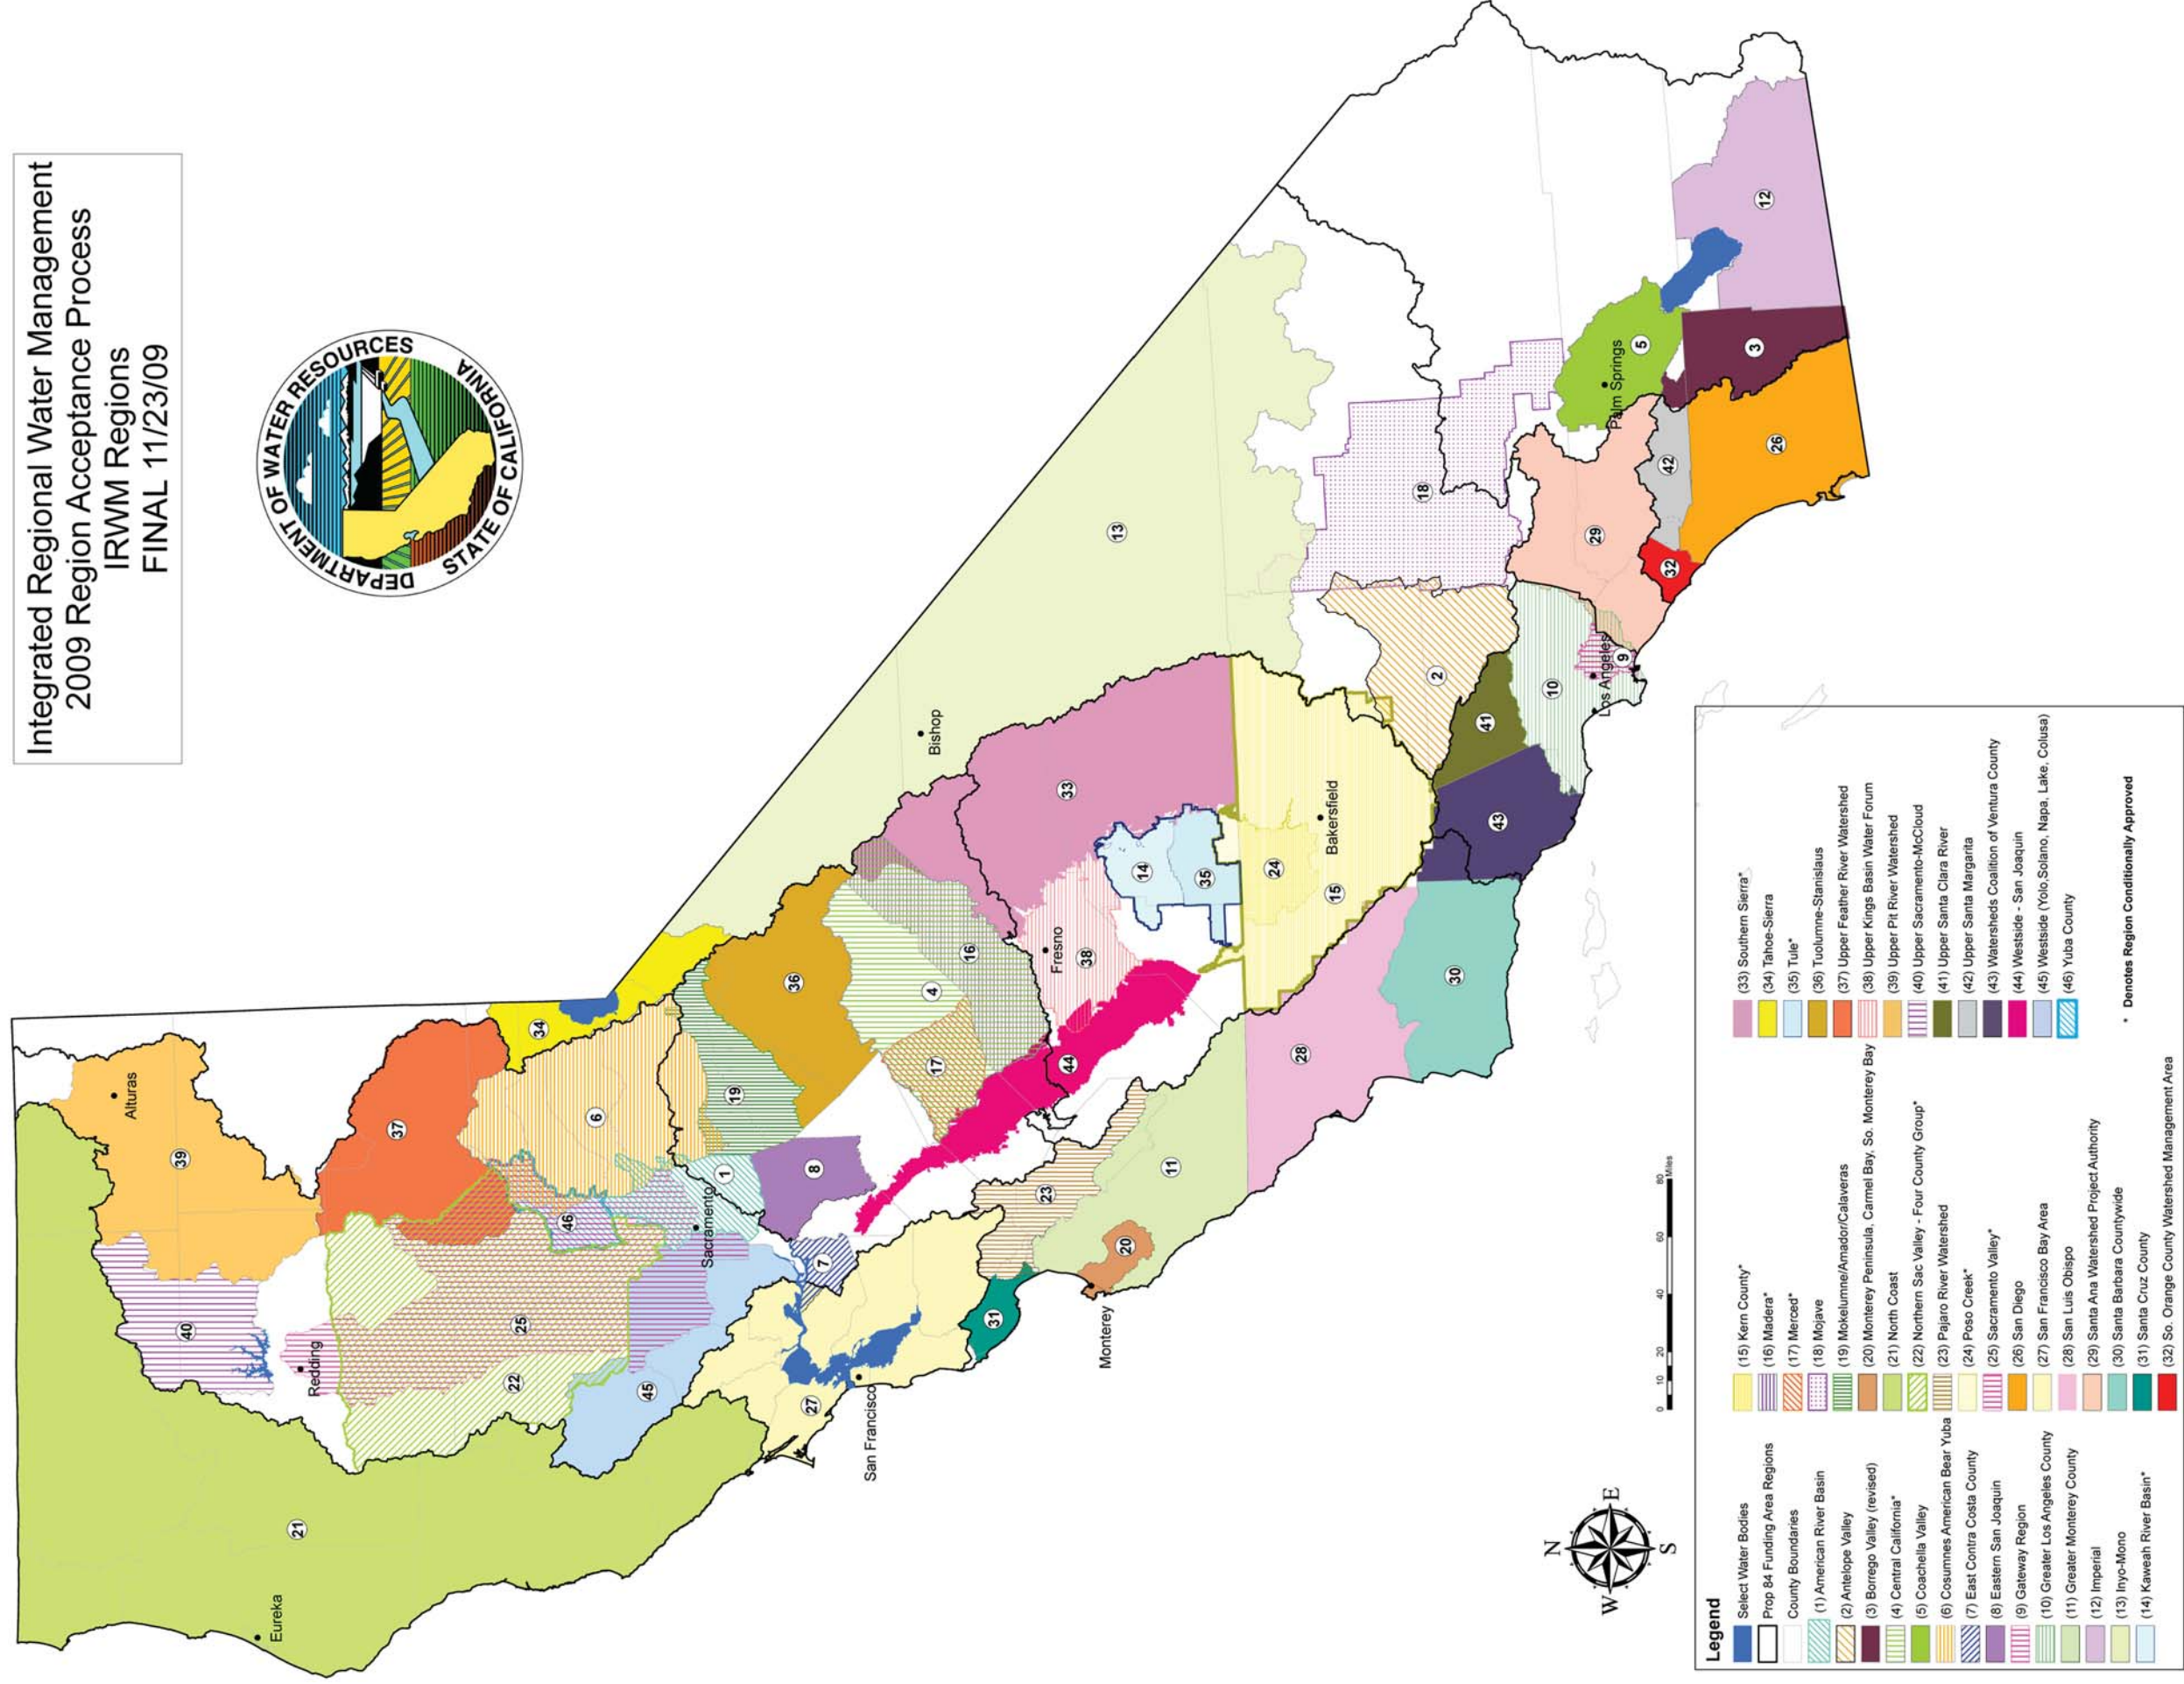 Integrated Regional Water Management
2009 Region Acceptance Process
IRWM Regions
FINAL 11/23/09
DEPARTMENT OF WATER RESOURCES
STATE OF CALIFORNIA
Eureka
Alturas
Redding
Sacramento
San Francisco
Monterey
Bishop
Fresno
Bakersfield
Los Angeles
Palm Springs
21
39
40
37
22
25
46
6
34
45
1
19
27
7
8
36
4
16
17
44
31
23
20
11
38
33
14
35
24
15
28
30
13
18
2
41
43
10
9
29
32
42
26
5
3
12
N
W
E
S
0 10 20 40 60 80 Miles
Legend
Select Water Bodies
Prop 84 Funding Area Regions
County Boundaries
(1) American River Basin
(2) Antelope Valley
(3) Borrego Valley (revised)
(4) Central California*
(5) Coachella Valley
(6) Cosumnes American Bear Yuba
(7) East Contra Costa County
(8) Eastern San Joaquin
(9) Gateway Region
(10) Greater Los Angeles County
(11) Greater Monterey County
(12) Imperial
(13) Inyo-Mono
(14) Kaweah River Basin*
(15) Kern County*
(16) Madera*
(17) Merced*
(18) Mojave
(19) Mokelumne/Amador/Calaveras
(20) Monterey Peninsula, Carmel Bay, So. Monterey Bay
(21) North Coast
(22) Northern Sac Valley - Four County Group*
(23) Pajaro River Watershed
(24) Poso Creek*
(25) Sacramento Valley*
(26) San Diego
(27) San Francisco Bay Area
(28) San Luis Obispo
(29) Santa Ana Watershed Project Authority
(30) Santa Barbara Countywide
(31) Santa Cruz County
(32) So. Orange County Watershed Management Area
(33) Southern Sierra*
(34) Tahoe-Sierra
(35) Tule*
(36) Tuolumne-Stanislaus
(37) Upper Feather River Watershed
(38) Upper Kings Basin Water Forum
(39) Upper Pit River Watershed
(40) Upper Sacramento-McCloud
(41) Upper Santa Clara River
(42) Upper Santa Margarita
(43) Watersheds Coalition of Ventura County
(44) Westside - San Joaquin
(45) Westside (Yolo,Solano, Napa, Lake, Colusa)
(46) Yuba County
* Denotes Region Conditionally Approved